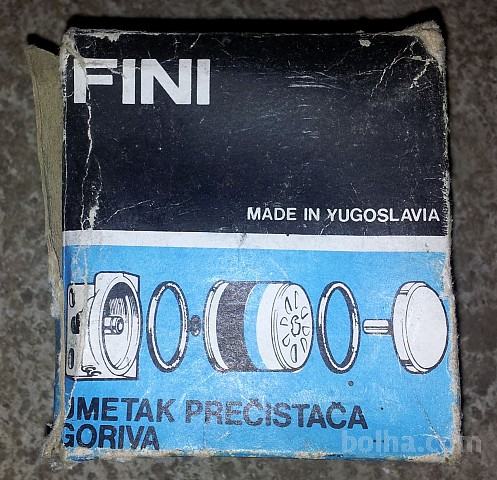 FINI
MADE IN YUGOSLAVIA
UMETAK PREČISTAČA
GORIVA
bolha.com